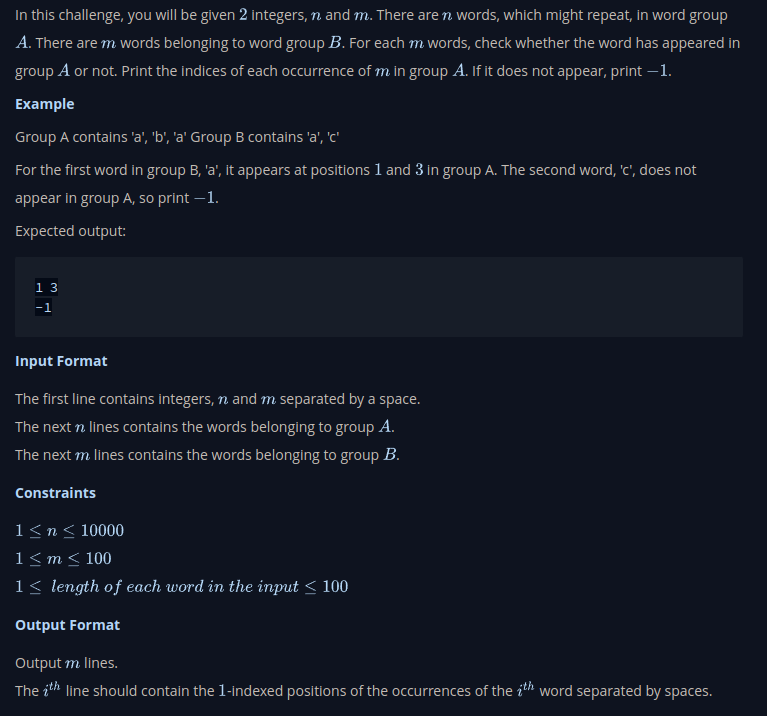 In this challenge, you will be given 2 integers, n and m. There are n words, which might repeat, in word group
A. There are m words belonging to word group B. For each m words, check whether the word has appeared in
group A or not. Print the indices of each occurrence of m in group A. If it does not appear, print −1.
Example
Group A contains 'a', 'b', 'a' Group B contains 'a', 'c'
For the first word in group B, 'a', it appears at positions 1 and 3 in group A. The second word, 'c', does not
appear in group A, so print −1.
Expected output:
1 3
-1
Input Format
The first line contains integers, n and m separated by a space.
The next n lines contains the words belonging to group A.
The next m lines contains the words belonging to group B.
Constraints
1 ≤ n ≤ 10000
1 ≤ m ≤ 100
1 ≤ length of each word in the input ≤ 100
Output Format
Output m lines.
The i^th line should contain the 1-indexed positions of the occurrences of the i^th word separated by spaces.